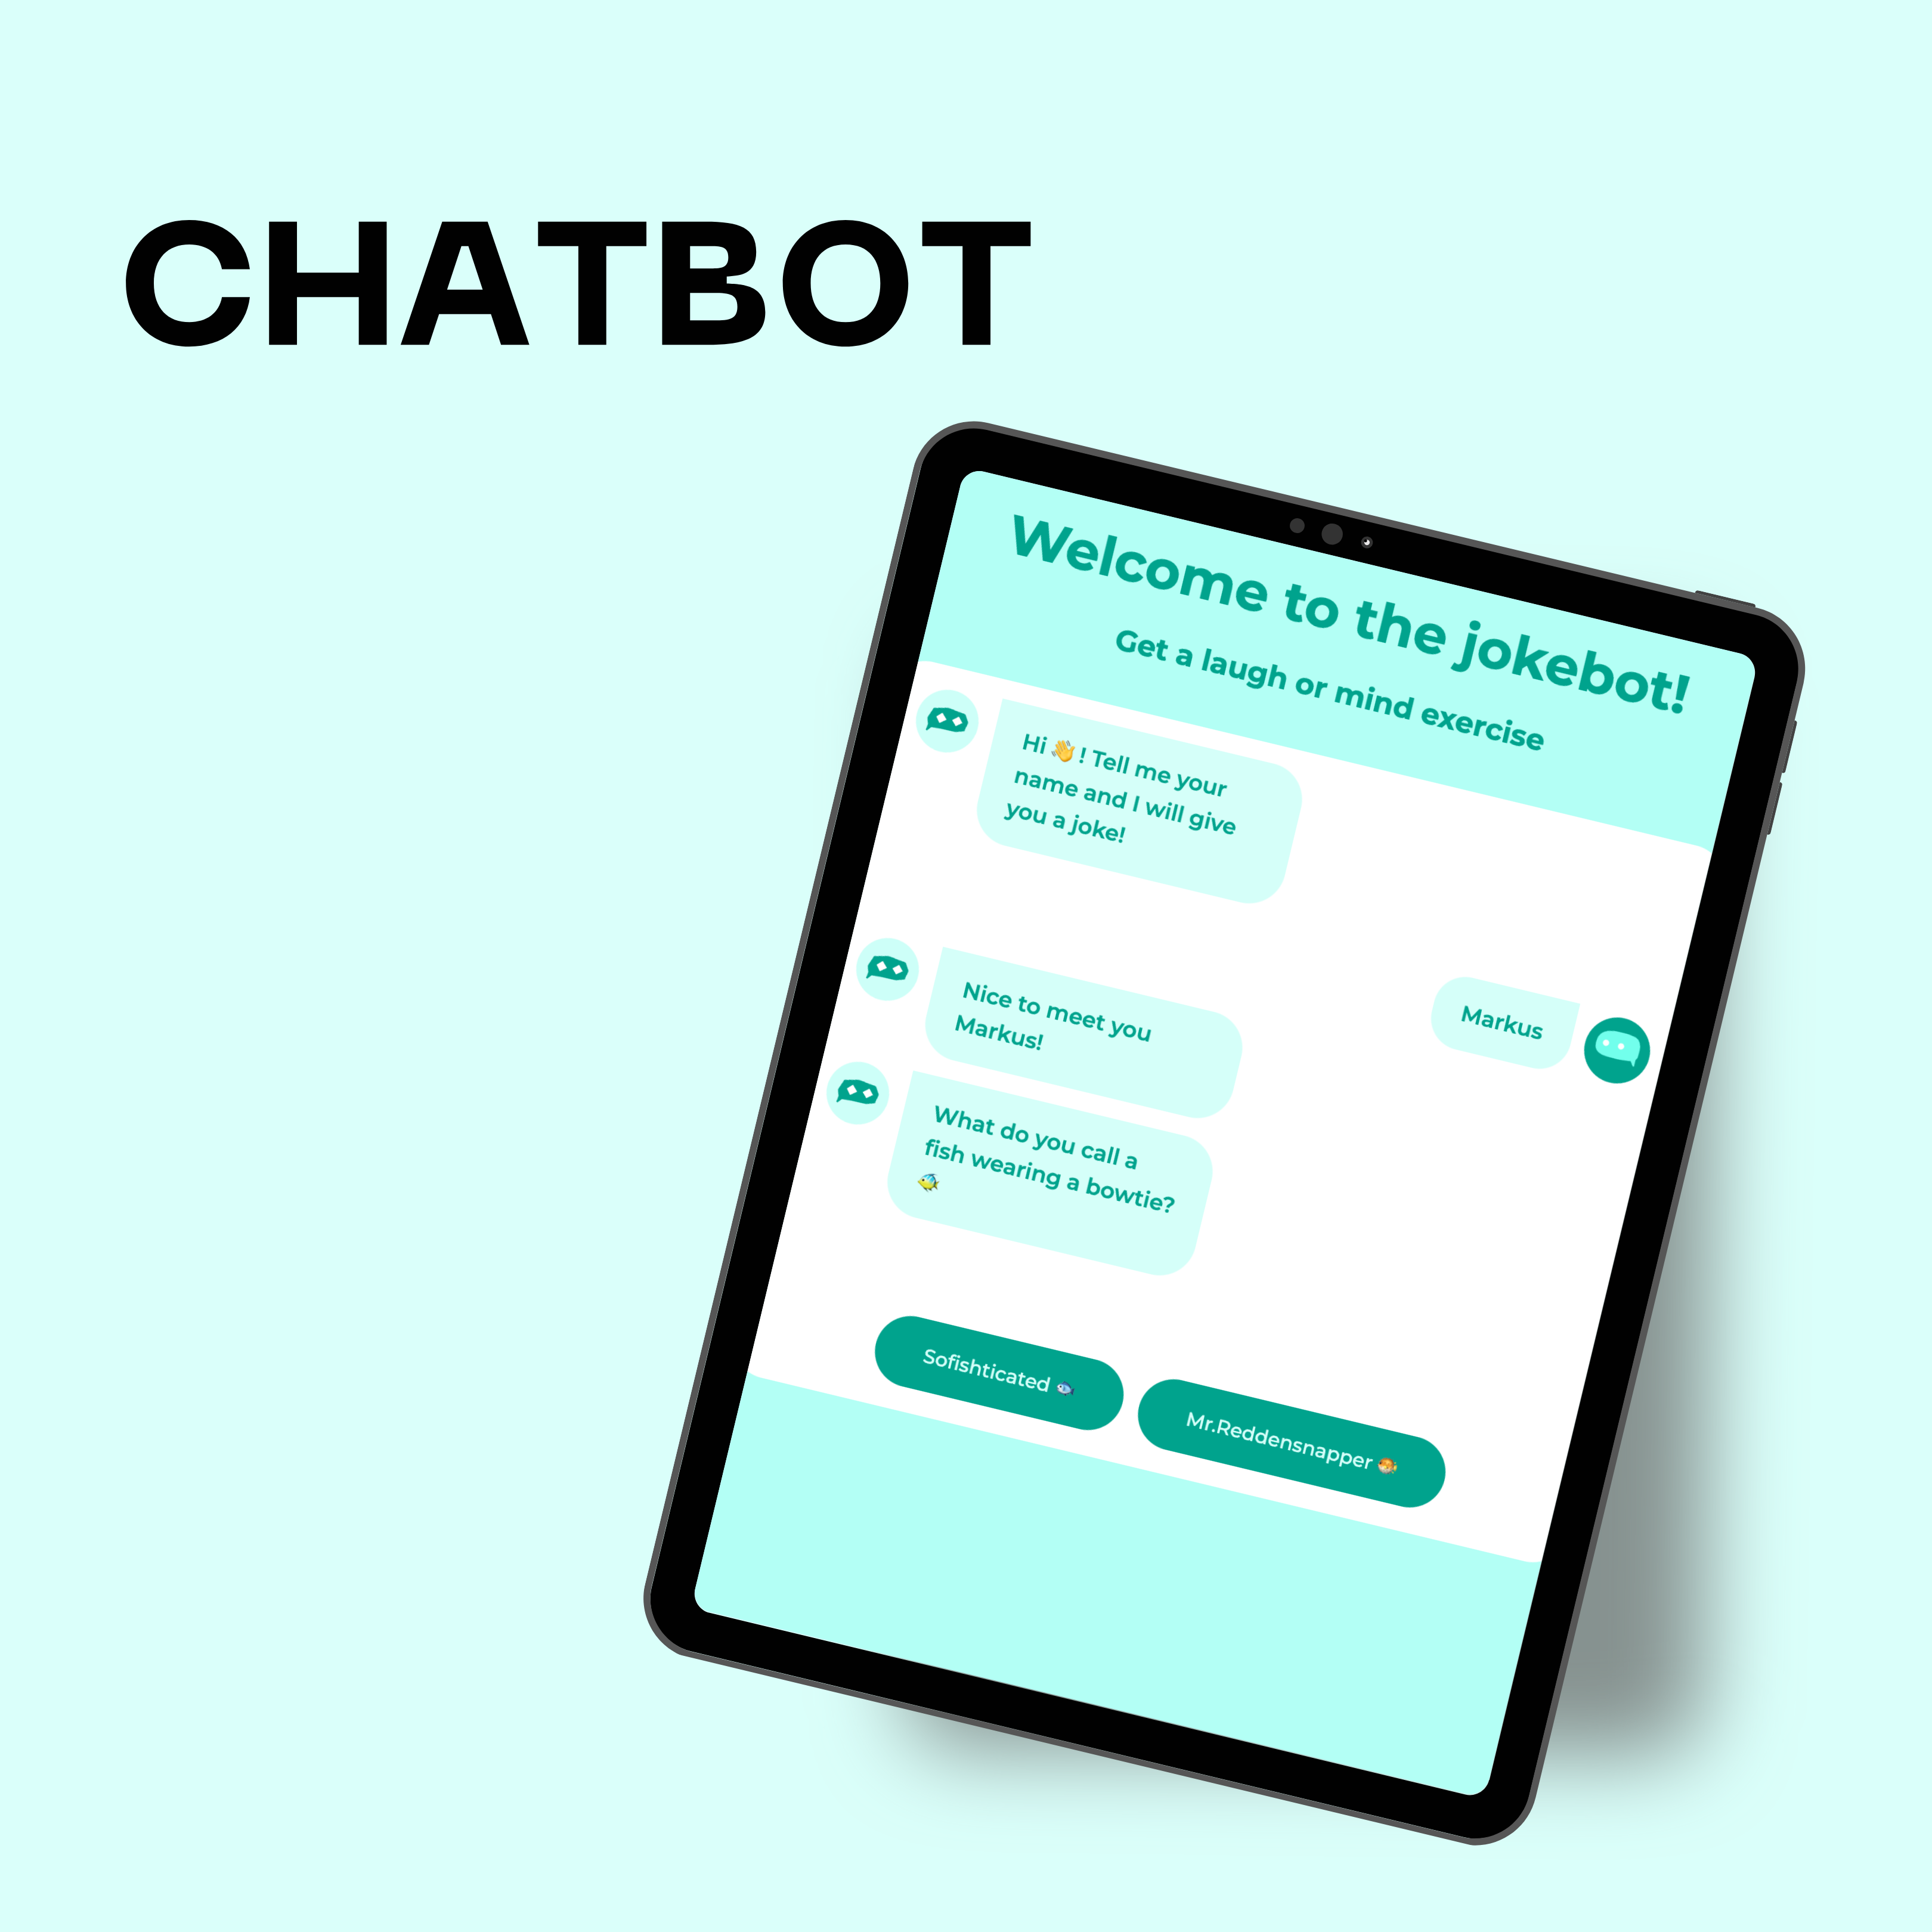 CHATBOT
Welcome to the jokebot!
Get a laugh or mind exercise
Hi 👋 ! Tell me your
name and I will give
you a joke!
Markus
Nice to meet you
Markus!
What do you call a
fish wearing a bowtie?
🐠
Sofishticated 🐟
Mr.Reddensnapper 🐡